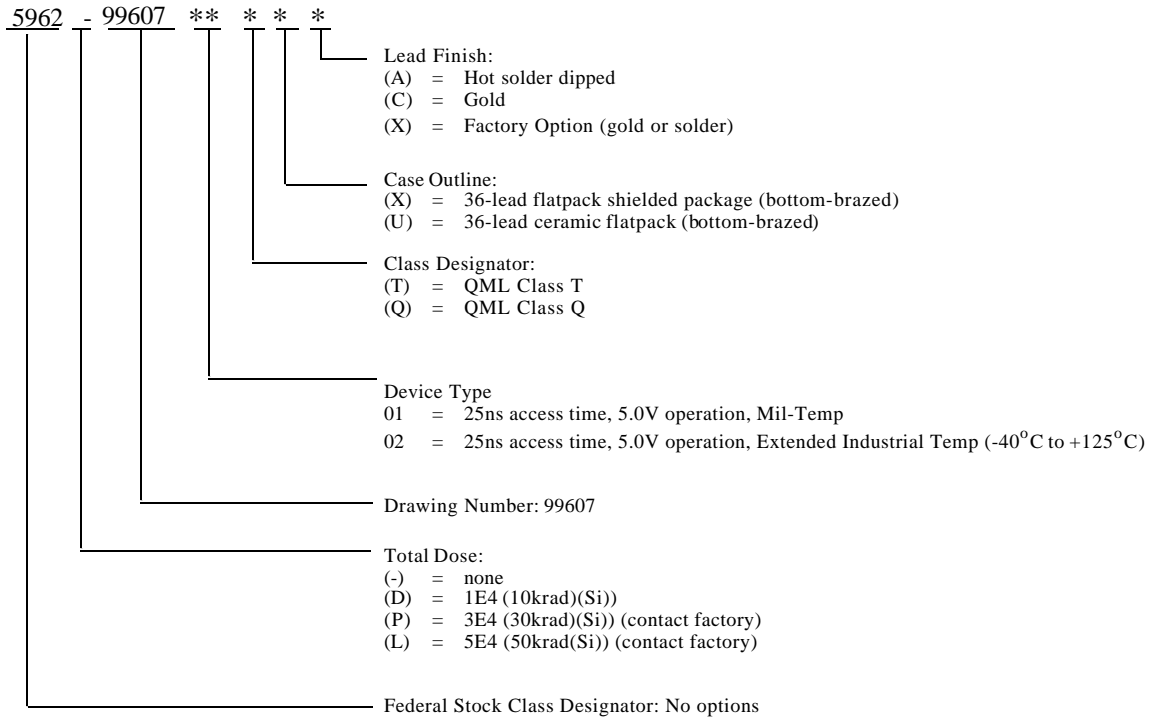 5962 - 99607 ** * * *
Lead Finish:
(A) = Hot solder dipped
(C) = Gold
(X) = Factory Option (gold or solder)
Case Outline:
(X) = 36-lead flatpack shielded package (bottom-brazed)
(U) = 36-lead ceramic flatpack (bottom-brazed)
Class Designator:
(T) = QML Class T
(Q) = QML Class Q
Device Type
01 = 25ns access time, 5.0V operation, Mil-Temp
02 = 25ns access time, 5.0V operation, Extended Industrial Temp (-40°C to +125°C)
Drawing Number: 99607
Total Dose:
(-) = none
(D) = 1E4 (10krad)(Si))
(P) = 3E4 (30krad)(Si)) (contact factory)
(L) = 5E4 (50krad(Si)) (contact factory)
Federal Stock Class Designator: No options